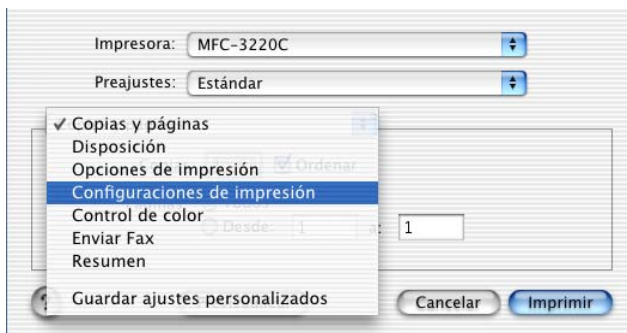 Impresora: MFC-3220C
Preajustes: Estándar
✓ Copias y páginas
Disposición
Opciones de impresión
Configuraciones de impresión
Control de color
Enviar Fax
Resumen
Guardar ajustes personalizados
Ordenar
Desde: 1 a: 1
?
Cancelar Imprimir